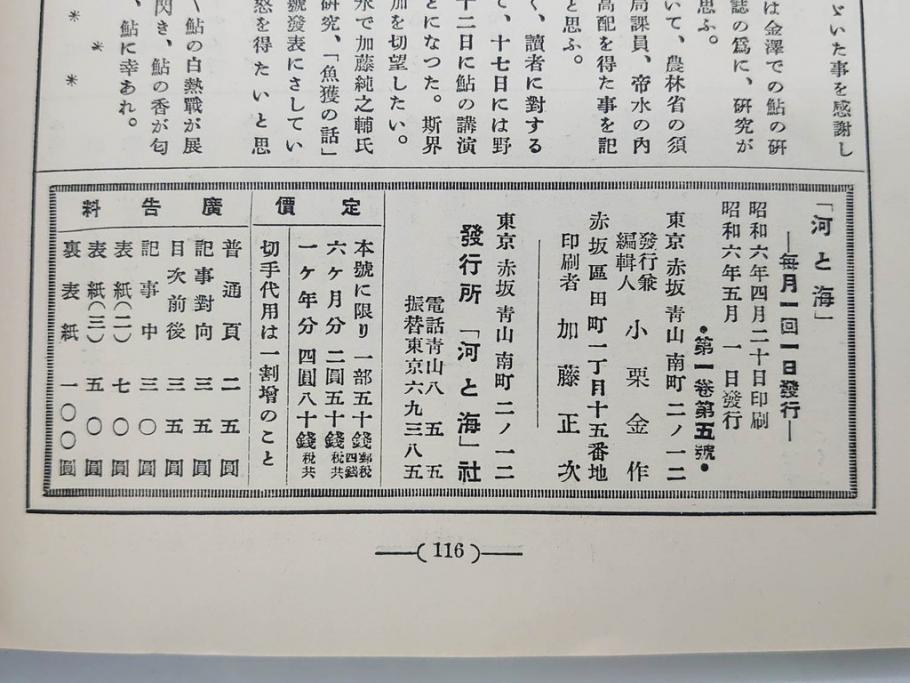 ゞいた事を感謝し
は金澤での鮎の研
誌の爲に、研究が
思ふ。
いて、農林省の須
局課員、帝水の內
高配を得た事を記
と思ふ。
く、讀者に對する
て、十七日には野
十二日に鮎の講演
とになつた。斯界
加を切望したい。
水で加藤純之輔氏
硏究、「魚獲の話」
號發表にさしてい
怒を得たいと思
鮎の白熱戰が展
閃き、鮎の香が匂
、鮎に幸あれ。
＊＊＊
「河と海」
―每月一回一日發行―
昭和六年四月二十日印刷
昭和六年五月一日發行
●第一卷第五號●
東京赤坂靑山南町二ノ一二
發行兼編輯人 小栗金作
赤坂區田町一丁目十五番地
印刷者 加藤正次
東京赤坂靑山南町二ノ一二
發行所「河と海」社
電話靑山八五五
振替東京六九三八五
定價
本號に限り 一部五十錢 郵稅四錢
六ヶ月分 二圓五十錢 稅共
一ヶ年分 四圓八十錢 稅共
切手代用は一割增のこと
廣吿料
普通頁 二五圓
記事對向 三五圓
目次前後 三五圓
記事中 三〇圓
表紙(二) 七〇圓
表紙(三) 五〇圓
裏表紙 一〇〇圓
(116)